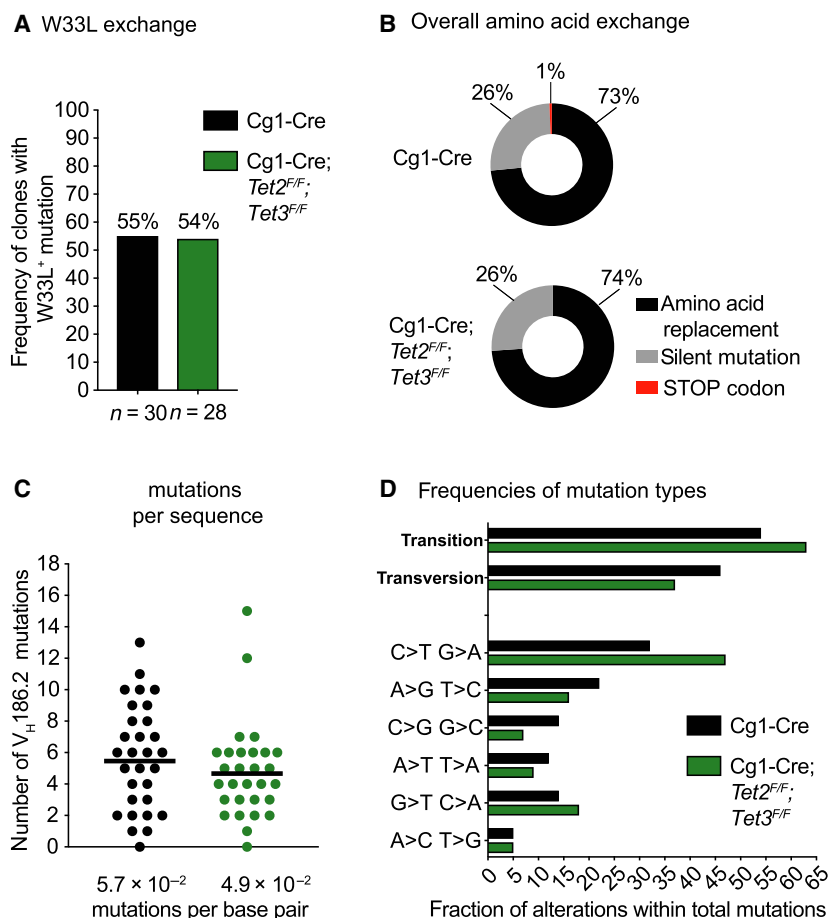 A W33L exchange
Frequency of clones with
W33L⁺ mutation
100
90
80
70
60
50
40
30
20
10
0
55%
54%
n = 30 n = 28
Cg1-Cre
Cg1-Cre;
Tet2F/F;
Tet3F/F
B Overall amino acid exchange
Cg1-Cre
26%
1%
73%
Cg1-Cre;
Tet2F/F;
Tet3F/F
26%
74%
Amino acid
replacement
Silent mutation
STOP codon
C mutations
per sequence
Number of VH186.2 mutations
18
16
14
12
10
8
6
4
2
0
5.7 × 10⁻² 4.9 × 10⁻²
mutations per base pair
D Frequencies of mutation types
Transition
Transversion
C>T G>A
A>G T>C
C>G G>C
A>T T>A
G>T C>A
A>C T>G
Cg1-Cre
Cg1-Cre;
Tet2F/F;
Tet3F/F
0 5 10 15 20 25 30 35 40 45 50 55 60 65
Fraction of alterations within total mutations